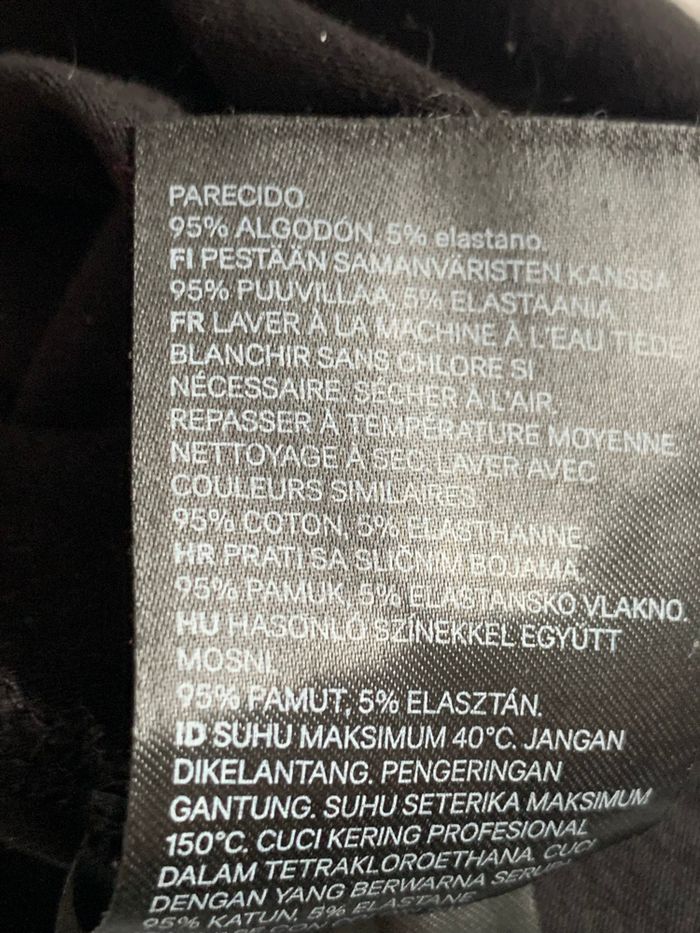 PARECIDO.
95% ALGODÓN, 5% elastano.
FI PESTÄÄN SAMANVÄRISTEN KANSSA
95% PUUVILLAA, 5% ELASTAANIA
FR LAVER À LA MACHINE À L'EAU TIÈDE
BLANCHIR SANS CHLORE SI
NÉCESSAIRE. SÉCHER À L'AIR.
REPASSER À TEMPÉRATURE MOYENNE
NETTOYAGE À SEC. LAVER AVEC
COULEURS SIMILAIRES.
95% COTON, 5% ELASTHANNE.
HR PRATI SA SLIČNIM BOJAMA.
95% PAMUK, 5% ELASTANSKO VLAKNO.
HU HASONLÓ SZÍNEKKEL EGYÜTT
MOSNI.
95% PAMUT, 5% ELASZTÁN.
ID SUHU MAKSIMUM 40°C. JANGAN
DIKELANTANG. PENGERINGAN
GANTUNG. SUHU SETERIKA MAKSIMUM
150°C. CUCI KERING PROFESIONAL
DALAM TETRAKLOROETHANA. CUCI
DENGAN YANG BERWARNA
95% KATUN, 5% ELASTANE